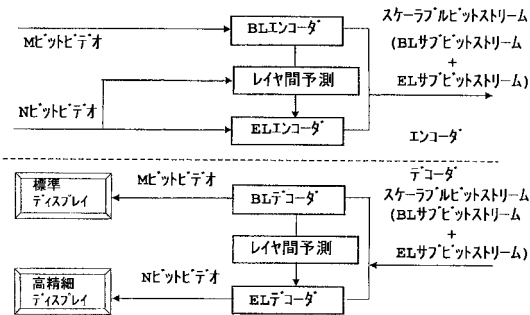 Mビットビデオ
BLエンコーダ
スケーラブルビットストリーム
(BLサブビットストリーム
+
ELサブビットストリーム)
レイヤ間予測
Nビットビデオ
ELエンコーダ
エンコーダ
デコーダ
標準
ディスプレイ
Mビットビデオ
BLデコーダ
スケーラブルビットストリーム
(BLサブビットストリーム
+
ELサブビットストリーム)
レイヤ間予測
高精細
ディスプレイ
Nビットビデオ
ELデコーダ